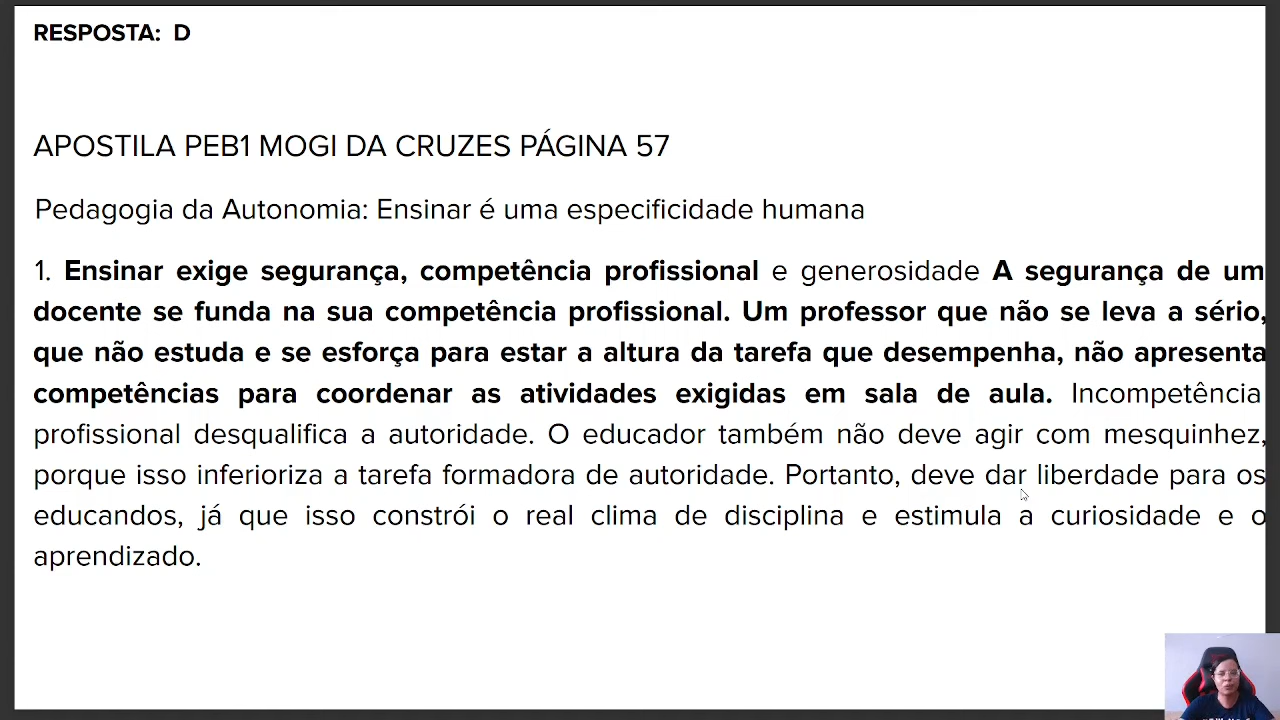 RESPOSTA: D
APOSTILA PEB1 MOGI DA CRUZES PÁGINA 57
Pedagogia da Autonomia: Ensinar é uma especificidade humana
1. Ensinar exige segurança, competência profissional e generosidade A segurança de um
docente se funda na sua competência profissional. Um professor que não se leva a sério,
que não estuda e se esforça para estar a altura da tarefa que desempenha, não apresenta
competências para coordenar as atividades exigidas em sala de aula. Incompetência
profissional desqualifica a autoridade. O educador também não deve agir com mesquinhez,
porque isso inferioriza a tarefa formadora de autoridade. Portanto, deve dar liberdade para os
educandos, já que isso constrói o real clima de disciplina e estimula a curiosidade e o
aprendizado.